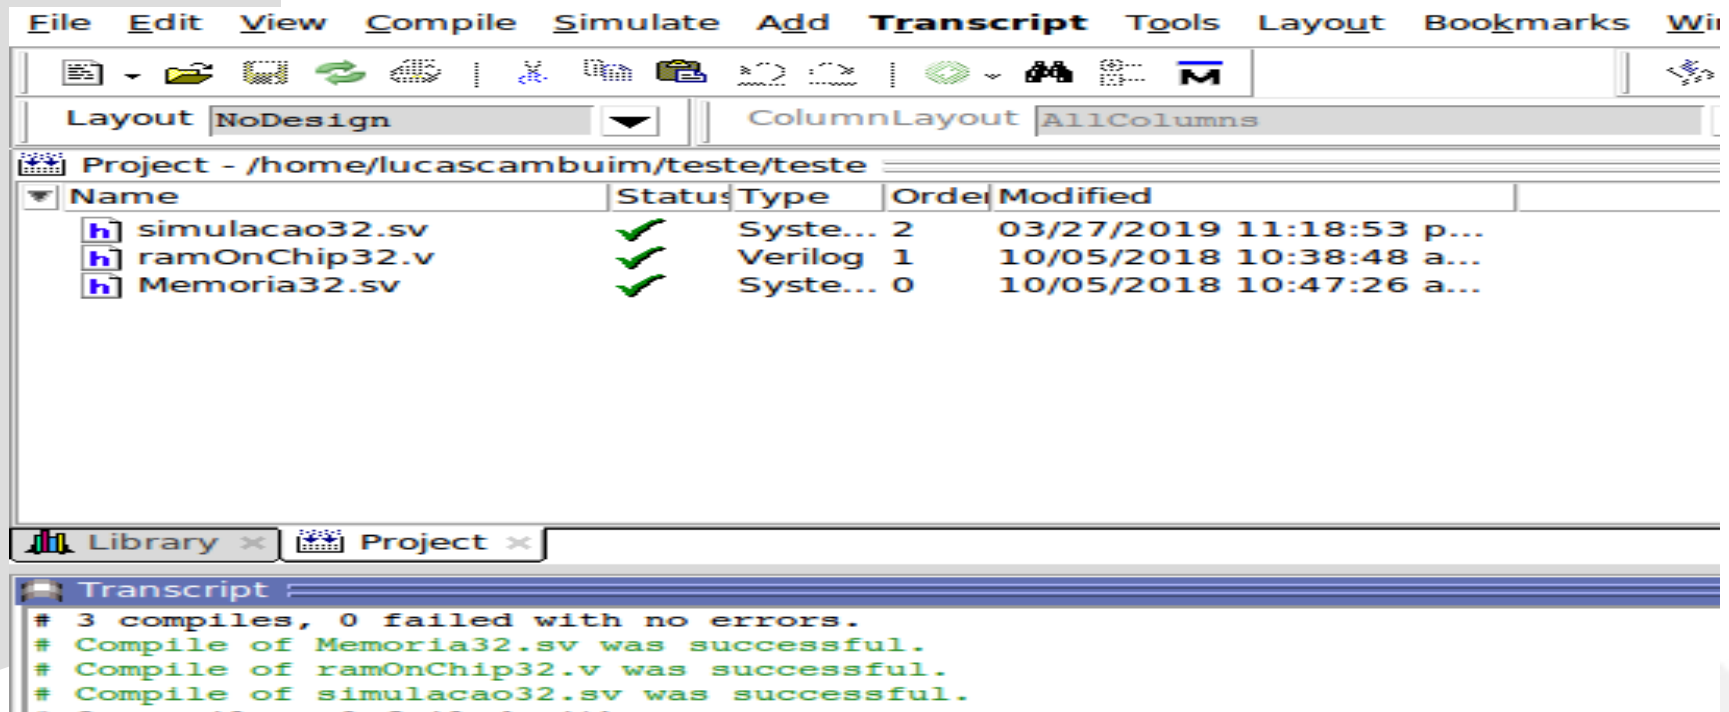 File Edit View Compile Simulate Add Transcript Tools Layout Bookmarks
Layout NoDesign ColumnLayout AllColumns
Project - /home/lucascambuim/teste/teste
Name Status Type Order Modified
simulacao32.sv Syste... 2 03/27/2019 11:18:53 p...
ramOnChip32.v Verilog 1 10/05/2018 10:38:48 a...
Memoria32.sv Syste... 0 10/05/2018 10:47:26 a...
Library Project
Transcript
# 3 compiles, 0 failed with no errors.
# Compile of Memoria32.sv was successful.
# Compile of ramOnChip32.v was successful.
# Compile of simulacao32.sv was successful.